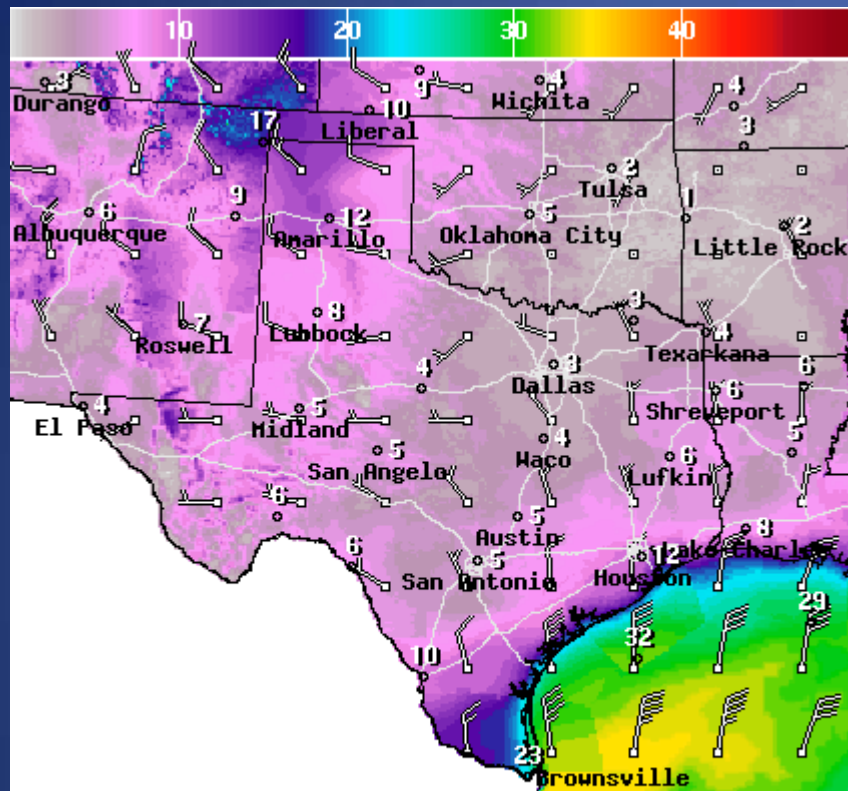 10 20 30 40
3 9 4 4
Durango 10 Wichita
17 Liberal 3
2
Tulsa
6 9 12 5 1 2
Albuquerque Amarillo Oklahoma City Little Rock
7 8 3 4
Roswell Lubbock Texarkana
4 3 6
Dallas 6
4 5 Shreveport
El Paso Midland 5 4 5
San Angelo Waco 6
Lufkin
6 5 8
Austin Lake Charles
6 5 12
San Antonio Houston
29
32
10
23
Brownsville